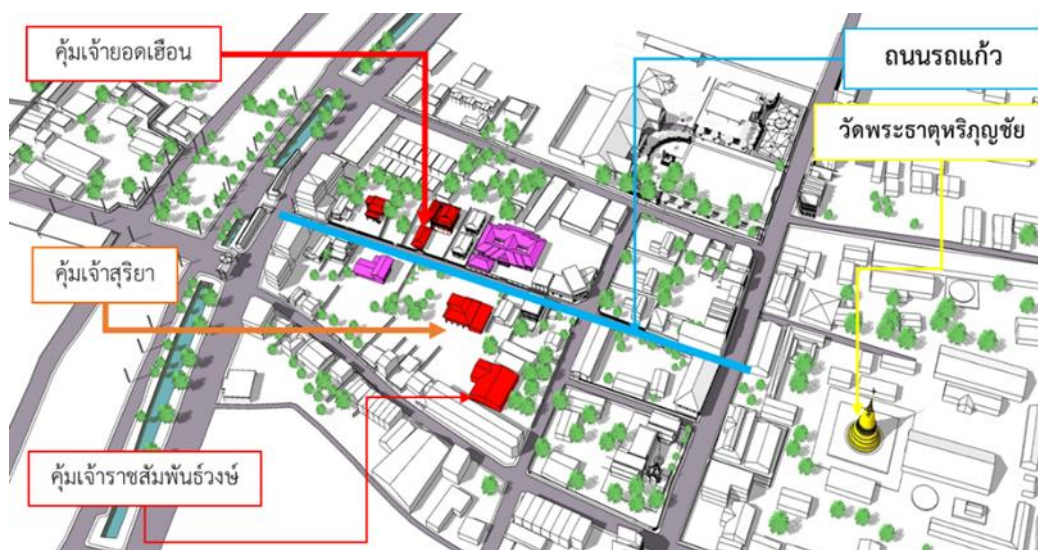 คุ้มเจ้ายอดเฮือน
ถนนรถแก้ว
วัดพระธาตุหริภุญชัย
คุ้มเจ้าสุริยา
คุ้มเจ้าราชสัมพันธ์วงษ์